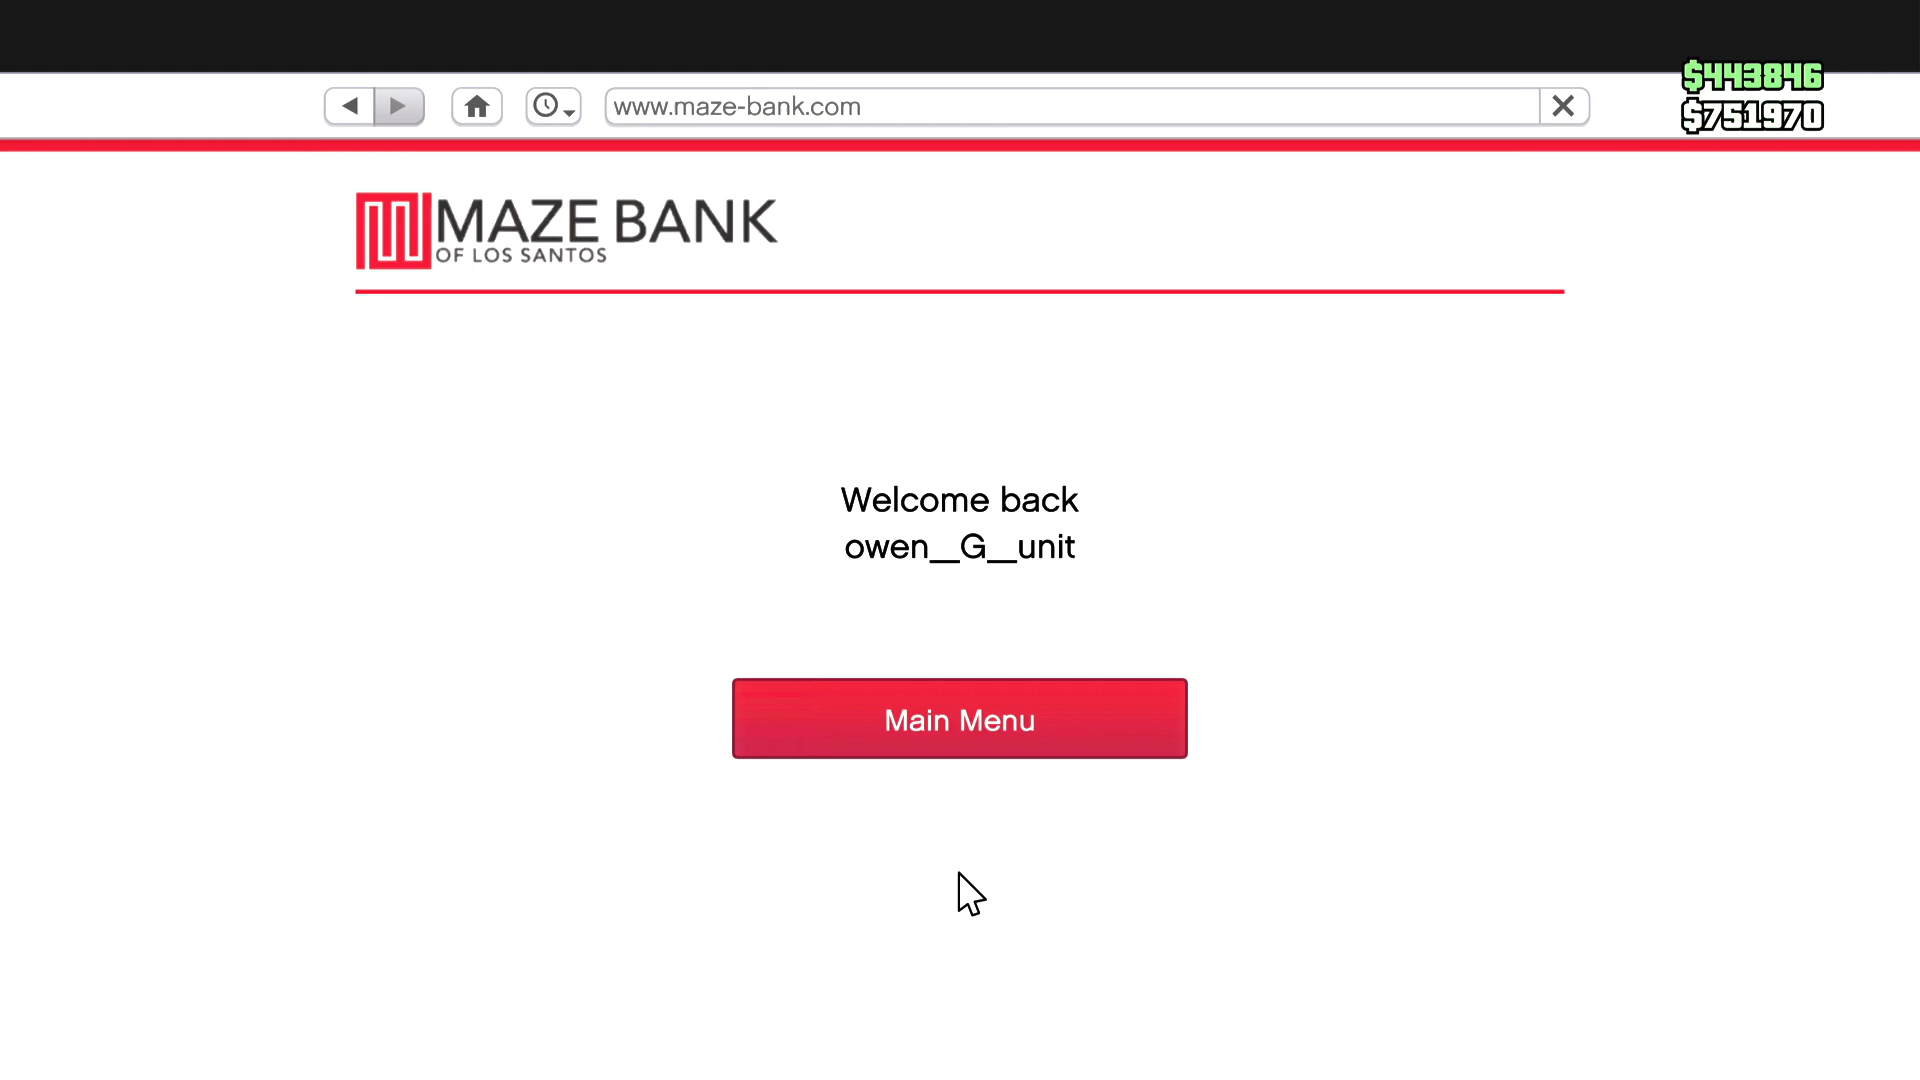 $443846
www.maze-bank.com
$751970
MAZE BANK
OF LOS SANTOS
Welcome back
owen__G__unit
Main Menu